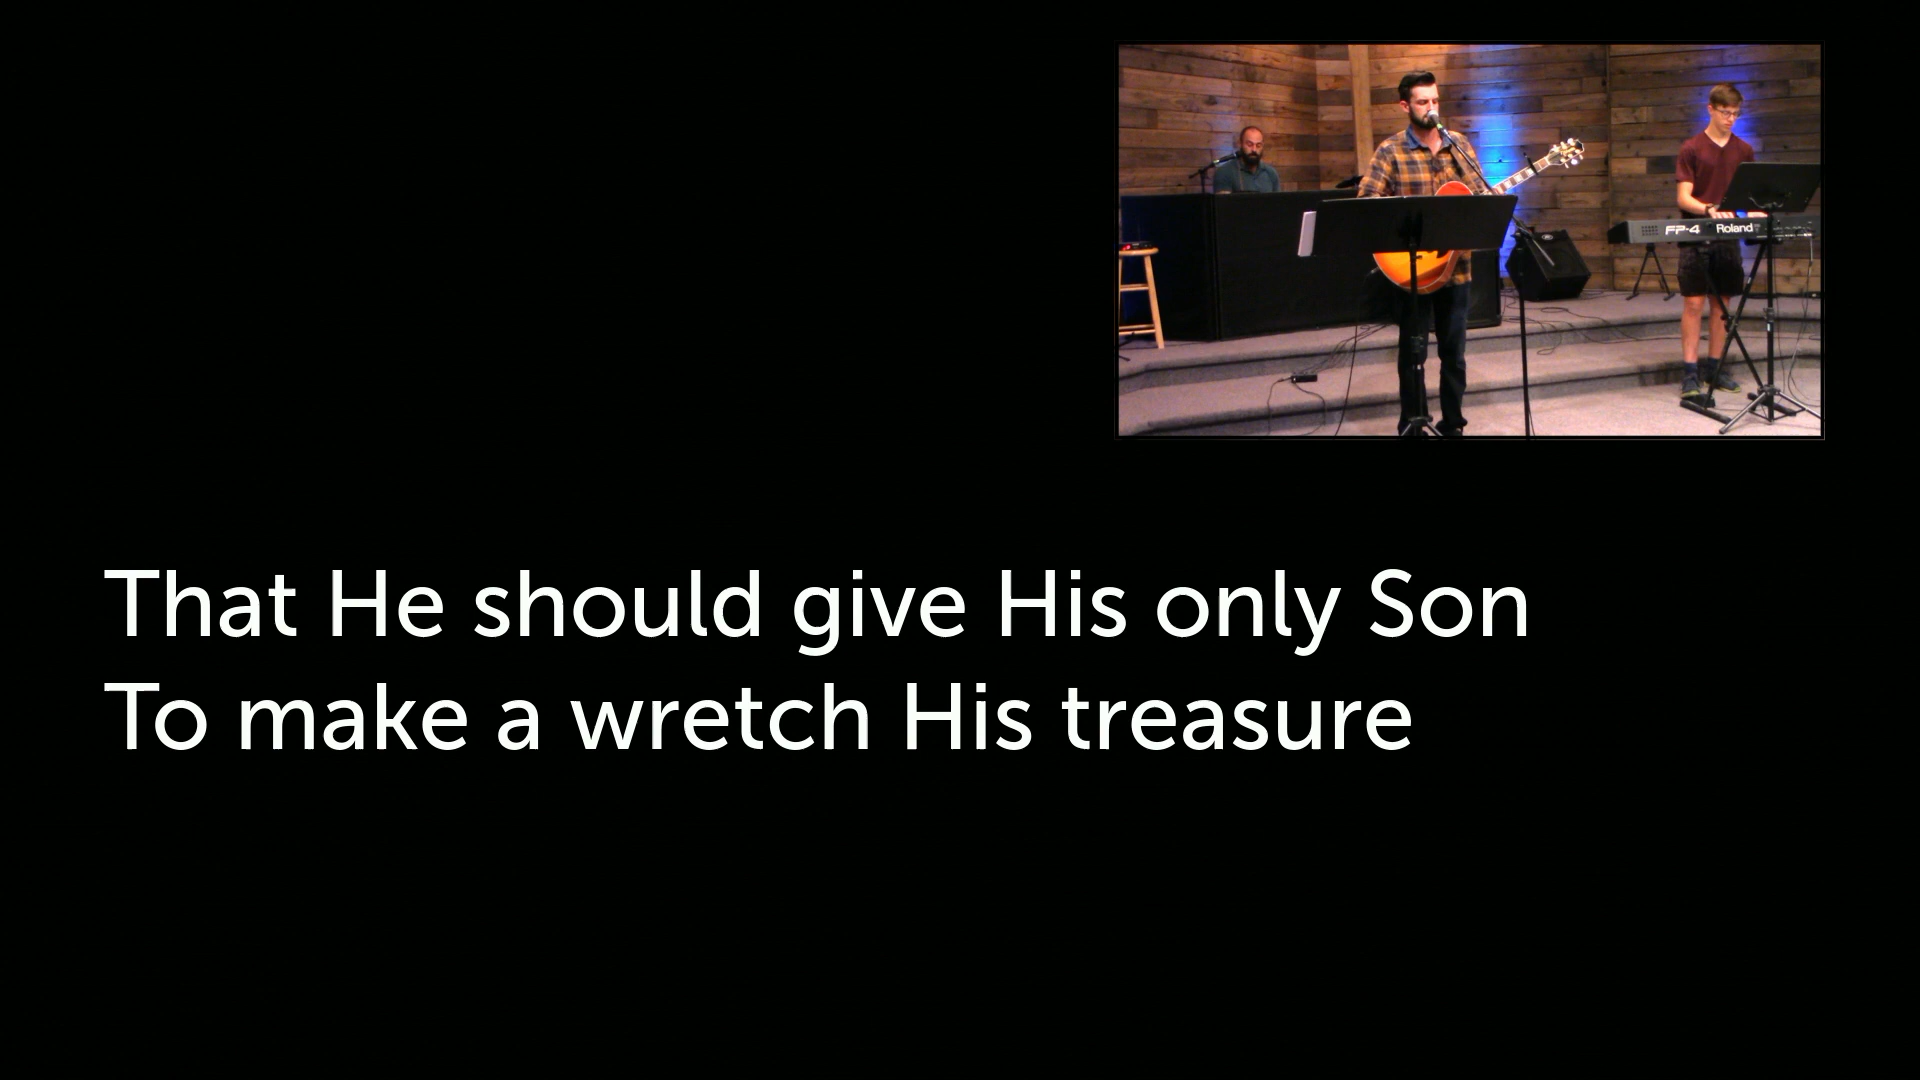 FP-4 Roland
That He should give His only Son
To make a wretch His treasure